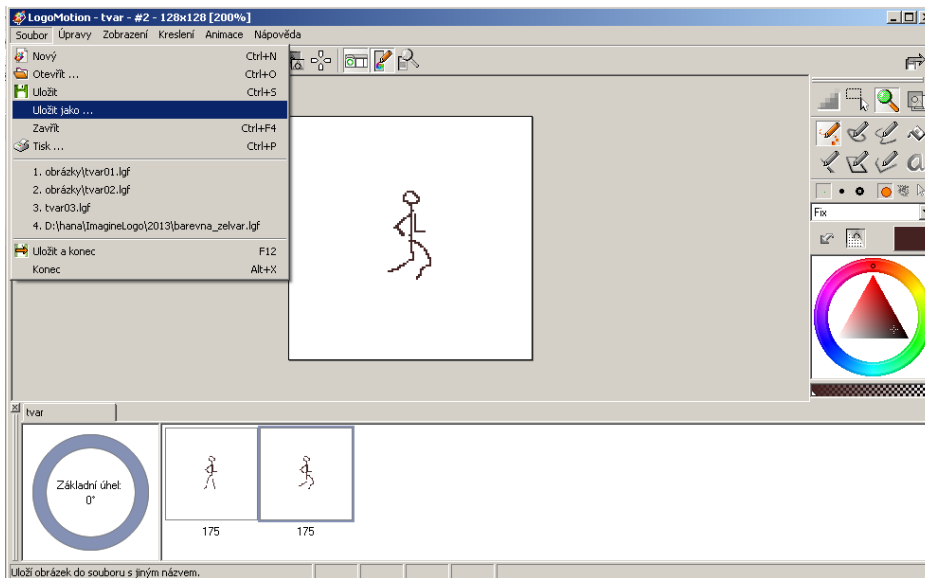 LogoMotion - tvar - #2 - 128x128 [200%]
Soubor Úpravy Zobrazení Kreslení Animace Nápověda
Nový Ctrl+N
Otevřít ... Ctrl+O
Uložit Ctrl+S
Uložit jako ...
Zavřít Ctrl+F4
Tisk ... Ctrl+P
1. obrázky\tvar01.lgf
2. obrázky\tvar02.lgf
3. tvar03.lgf
4. D:\hana\ImagineLogo\2013\barevna_zelvar.lgf
Uložit a konec F12
Konec Alt+X
Fix
tvar
Základní úhel:
0°
175 175
Uloží obrázek do souboru s jiným názvem.